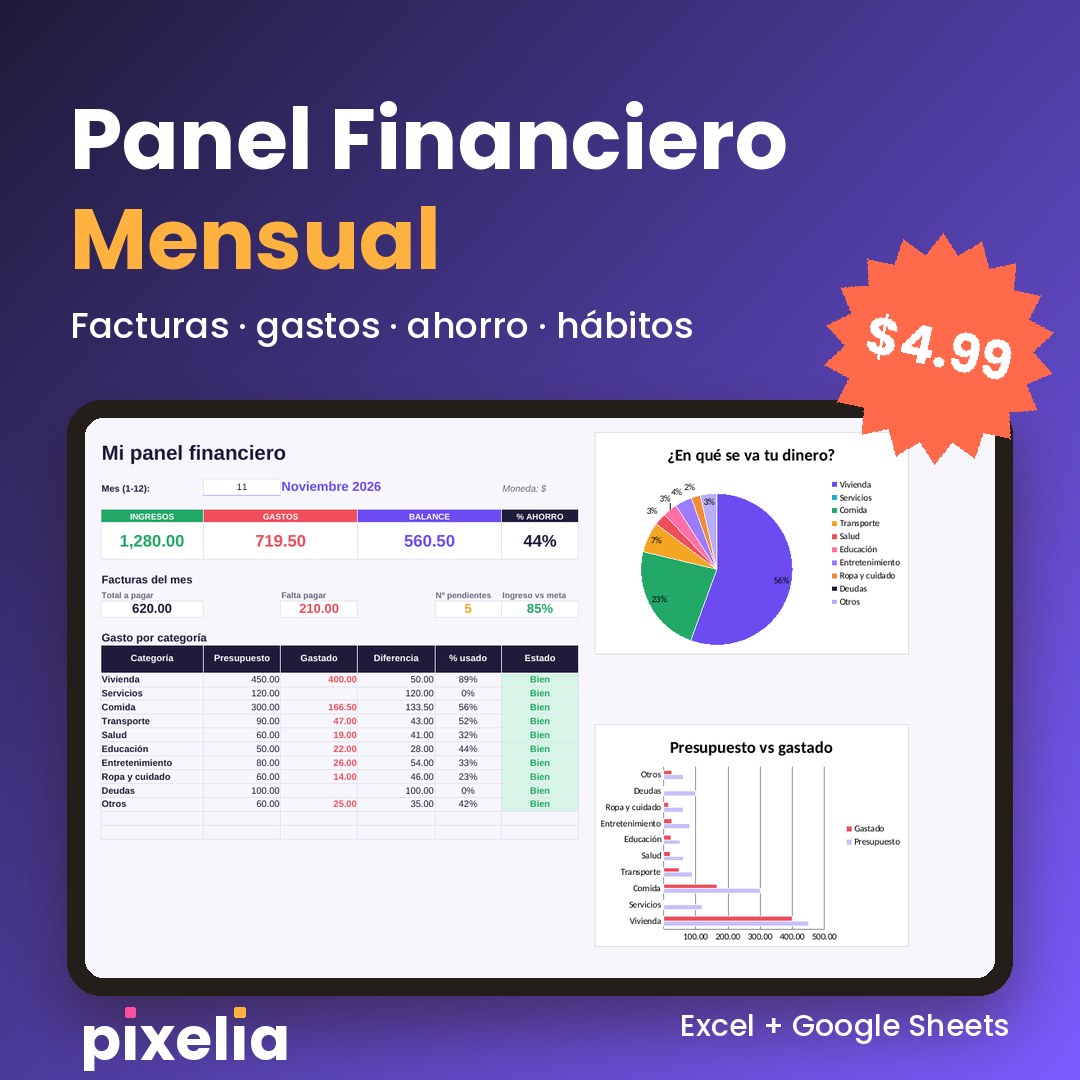 Panel Financiero
Mensual
Facturas · gastos · ahorro · hábitos
$4.99
Mi panel financiero
Mes (1-12): 11 Noviembre 2026 Moneda: $
INGRESOS GASTOS BALANCE % AHORRO
1,280.00 719.50 560.50 44%
Facturas del mes
Total a pagar Falta pagar Nº pendientes Ingreso vs meta
620.00 210.00 5 85%
Gasto por categoría
Categoría Presupuesto Gastado Diferencia % usado Estado
Vivienda 450.00 400.00 50.00 89% Bien
Servicios 120.00 120.00 0% Bien
Comida 300.00 166.50 133.50 56% Bien
Transporte 90.00 47.00 43.00 52% Bien
Salud 60.00 19.00 41.00 32% Bien
Educación 50.00 22.00 28.00 44% Bien
Entretenimiento 80.00 26.00 54.00 33% Bien
Ropa y cuidado 60.00 14.00 46.00 23% Bien
Deudas 100.00 100.00 0% Bien
Otros 60.00 25.00 35.00 42% Bien
¿En qué se va tu dinero?
56%
23%
7%
3%
3%
4%
2%
3%
Vivienda
Servicios
Comida
Transporte
Salud
Educación
Entretenimiento
Ropa y cuidado
Deudas
Otros
Presupuesto vs gastado
Otros
Deudas
Ropa y cuidado
Entretenimiento
Educación
Salud
Transporte
Comida
Servicios
Vivienda
100.00 200.00 300.00 400.00 500.00
Gastado
Presupuesto
pixelia
Excel + Google Sheets